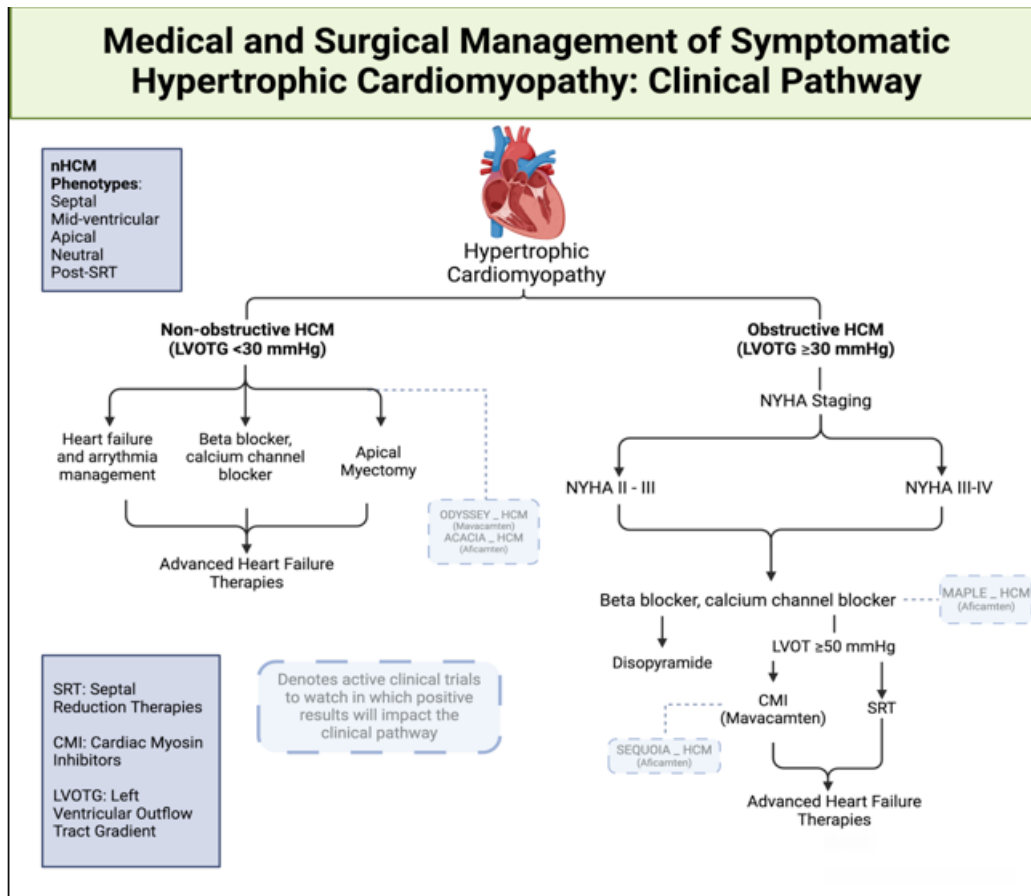 Medical and Surgical Management of Symptomatic
Hypertrophic Cardiomyopathy: Clinical Pathway
nHCM
Phenotypes:
Septal
Mid-ventricular
Apical
Neutral
Post-SRT
Hypertrophic
Cardiomyopathy
Non-obstructive HCM
(LVOTG <30 mmHg)
Heart failure
and arrythmia
management
Beta blocker,
calcium channel
blocker
Apical
Myectomy
ODYSSEY _ HCM
(Mavacamten)
ACACIA _ HCM
(Aficamten)
Advanced Heart Failure
Therapies
Obstructive HCM
(LVOTG ≥30 mmHg)
NYHA Staging
NYHA II - III
NYHA III-IV
Beta blocker, calcium channel blocker
MAPLE _ HCM
(Aficamten)
Disopyramide
LVOT ≥50 mmHg
CMI
(Mavacamten)
SRT
SEQUOIA _ HCM
(Aficamten)
Advanced Heart Failure
Therapies
SRT: Septal
Reduction Therapies
CMI: Cardiac Myosin
Inhibitors
LVOTG: Left
Ventricular Outflow
Tract Gradient
Denotes active clinical trials
to watch in which positive
results will impact the
clinical pathway